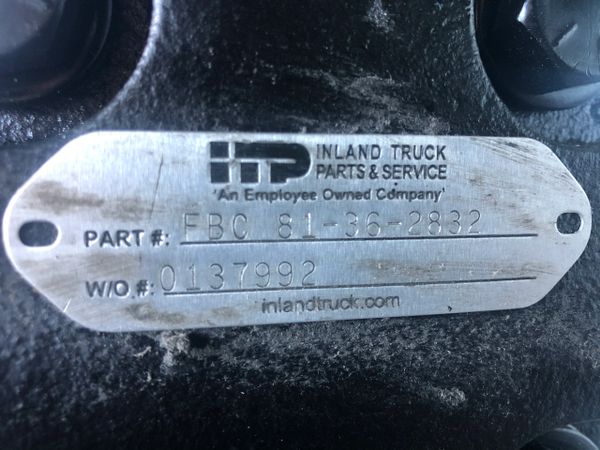 ITP INLAND TRUCK
PARTS & SERVICE
'An Employee Owned Company'
PART #: FBC 81-36-2832
W/O.#: 0137992
inlandtruck.com